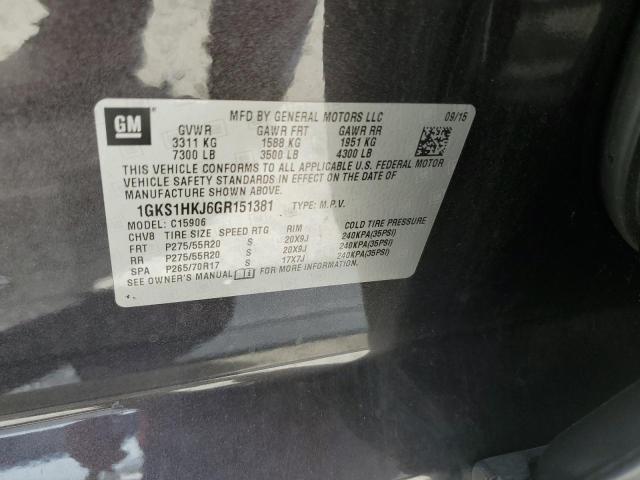 GM
MFD BY GENERAL MOTORS LLC 09/15
GVWR GAWR FRT GAWR RR
3311 KG 1588 KG 1951 KG
7300 LB 3500 LB 4300 LB
THIS VEHICLE CONFORMS TO ALL APPLICABLE U.S. FEDERAL MOTOR
VEHICLE SAFETY STANDARDS IN EFFECT ON THE DATE OF
MANUFACTURE SHOWN ABOVE.
1GKS1HKJ6GR151381 TYPE: M.P.V.
MODEL: C15906
CHV8 TIRE SIZE SPEED RTG RIM COLD TIRE PRESSURE
FRT P275/55R20 S 20X9J 240KPA(35PSI)
RR P275/55R20 S 20X9J 240KPA(35PSI)
SPA P265/70R17 S 17X7J 240KPA(35PSI)
SEE OWNER'S MANUAL